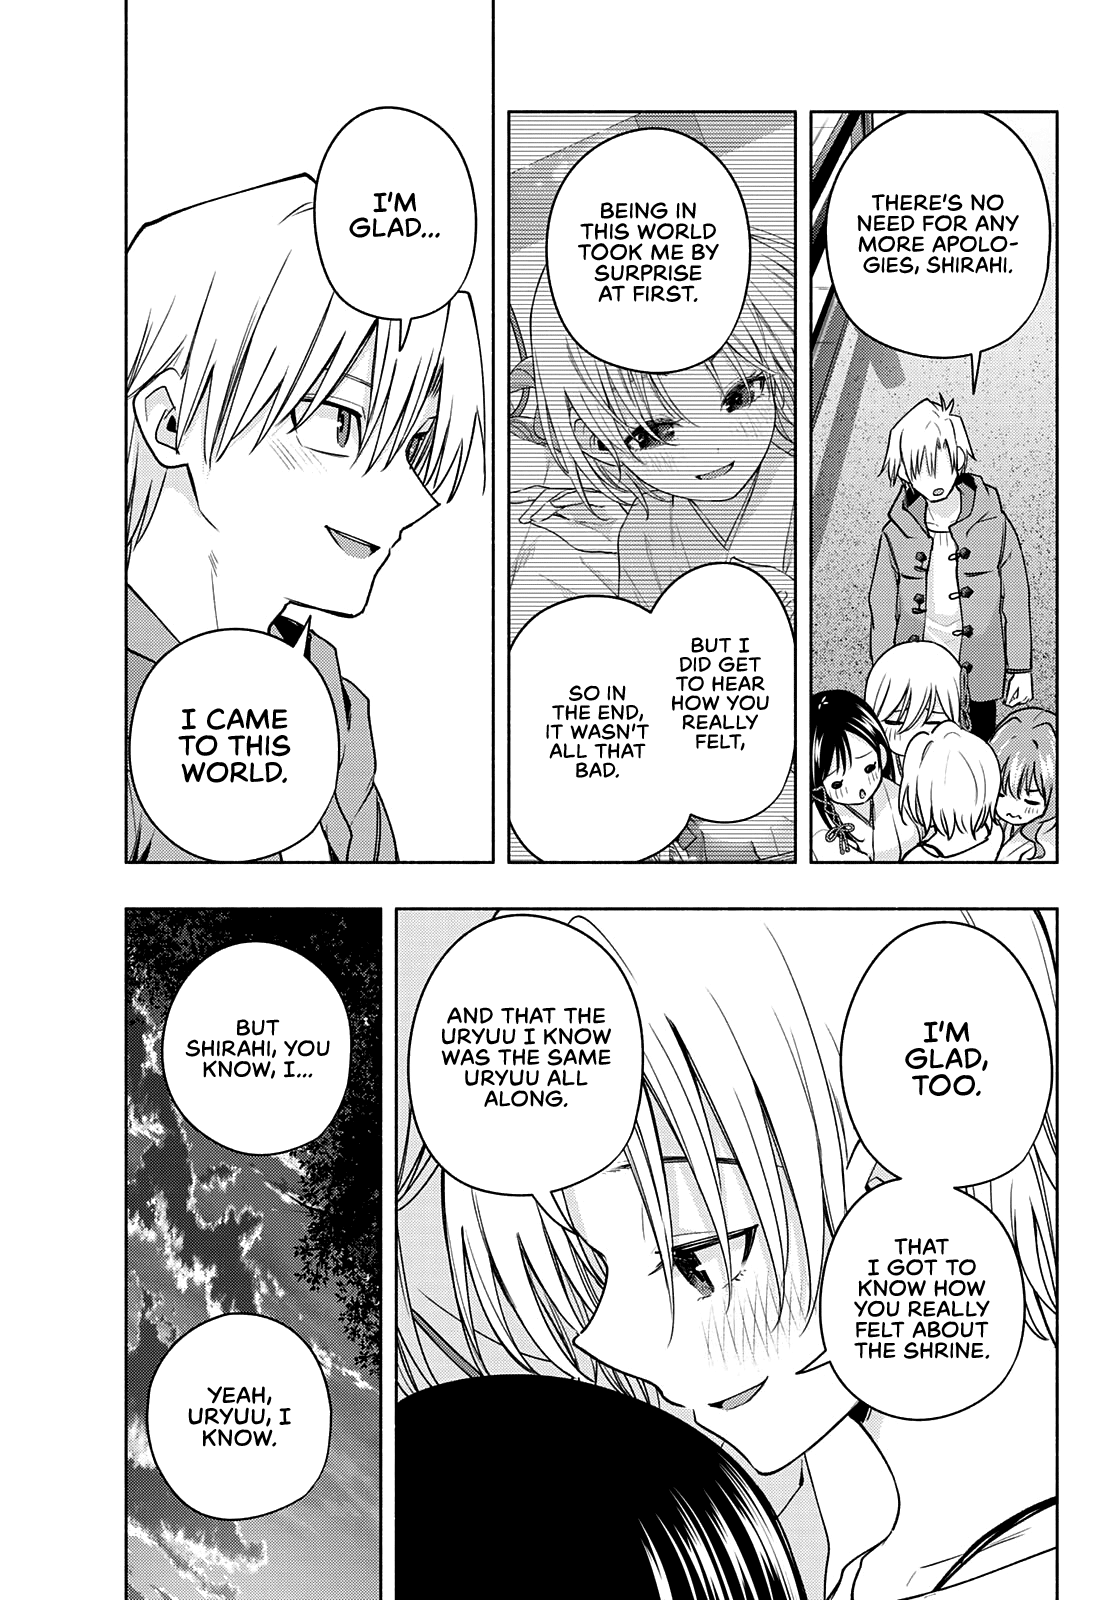 THERE'S NO
NEED FOR ANY
MORE APOLO-
GIES, SHIRAHI.
BEING IN
THIS WORLD
TOOK ME BY
SURPRISE
AT FIRST.
BUT I
DID GET
TO HEAR
HOW YOU
REALLY
FELT,
SO IN
THE END,
IT WASN'T
ALL THAT
BAD.
I'M
GLAD...
I CAME
TO THIS
WORLD.
I'M
GLAD,
TOO.
THAT
I GOT TO
KNOW HOW
YOU REALLY
FELT ABOUT
THE SHRINE.
AND THAT THE
URYUU I KNOW
WAS THE SAME
URYUU ALL
ALONG.
BUT
SHIRAHI, YOU
KNOW, I...
YEAH,
URYUU, I
KNOW.